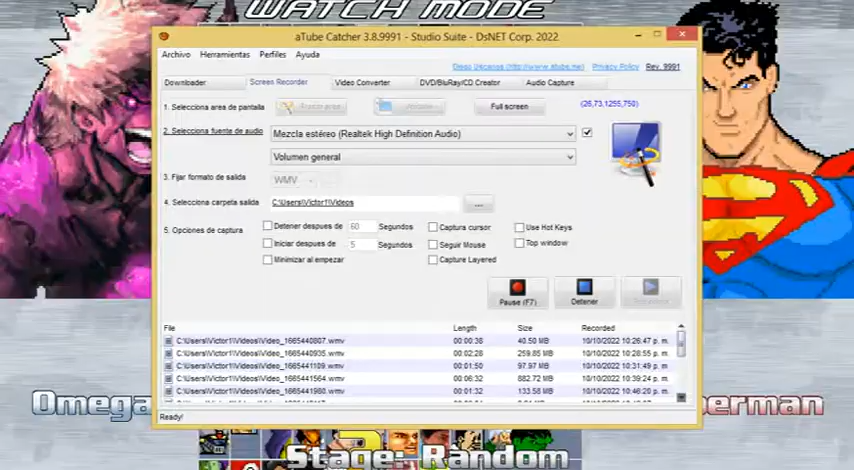 WATCH MODE
aTube Catcher 3.8.9991 - Studio Suite - DsNET Corp. 2022
Archivo Herramientas Perfiles Ayuda
Diego Uscanga (http://www.atube.me) Privacy Policy Rev. 9991
Downloader Screen Recorder Video Converter DVD/BluRay/CD Creator Audio Capture
1. Selecciona area de pantalla Full screen (26,73,1255,750)
2. Selecciona fuente de audio Mezcla estéreo (Realtek High Definition Audio)
Volumen general
3. Fijar formato de salida WMV
4. Selecciona carpeta salida C:\Users\Victor1\Videos ...
5. Opciones de captura Detener despues de 60 Segundos Captura cursor Use Hot Keys
Iniciar despues de 5 Segundos Seguir Mouse Top window
Minimizar al empezar Capture Layered
Pause (F7) Detener
File Length Size Recorded
C:\Users\Victor1\Videos\Video_1665440807.wmv 00:00:38 40.50 MB 10/10/2022 10:26:47 p. m.
C:\Users\Victor1\Videos\Video_1665440935.wmv 00:02:28 259.85 MB 10/10/2022 10:28:55 p. m.
C:\Users\Victor1\Videos\Video_1665441109.wmv 00:01:50 97.97 MB 10/10/2022 10:31:49 p. m.
C:\Users\Victor1\Videos\Video_1665441564.wmv 00:06:32 882.72 MB 10/10/2022 10:39:24 p. m.
C:\Users\Victor1\Videos\Video_1665441980.wmv 00:01:32 133.58 MB 10/10/2022 10:46:20 p. m.
Omega
perman
Ready!
Stage: Random